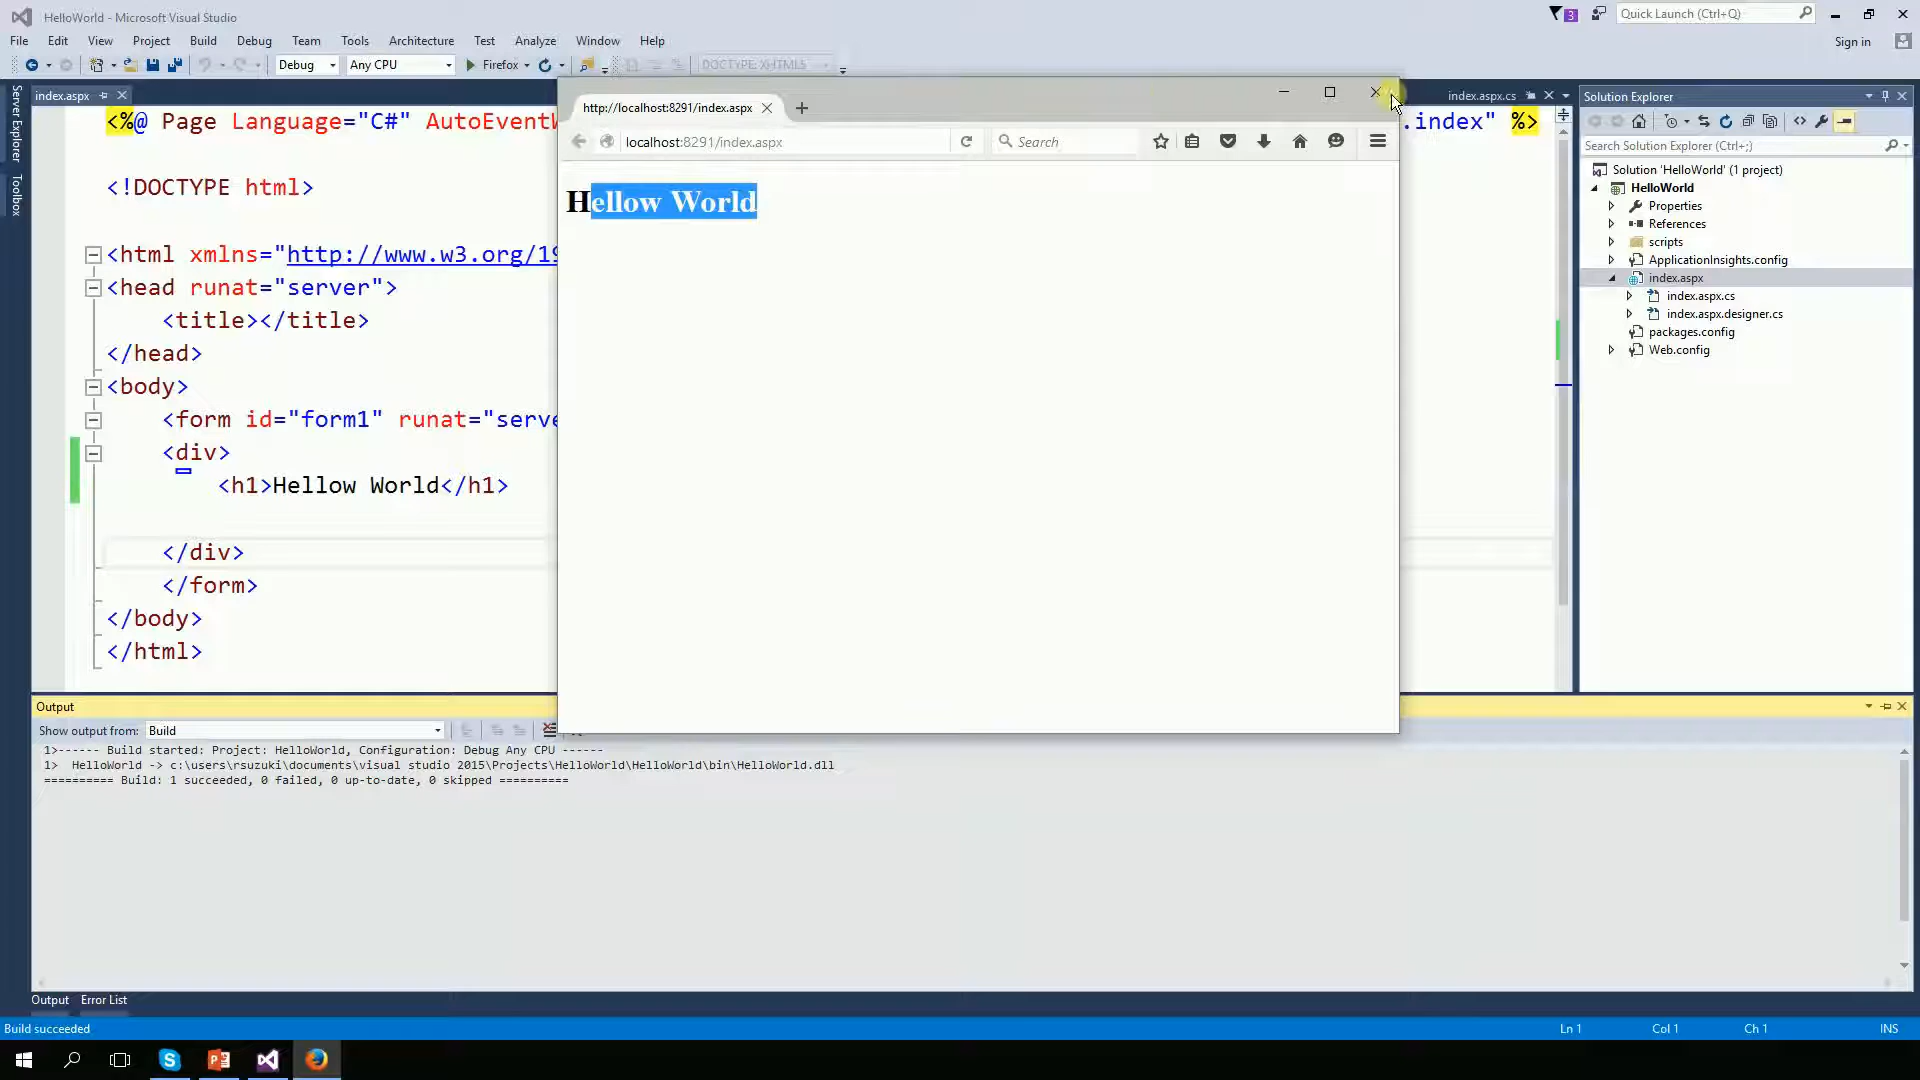 HelloWorld - Microsoft Visual Studio
3
Quick Launch (Ctrl+Q)
File Edit View Project Build Debug Team Tools Architecture Test Analyze Window Help
Sign in
Debug Any CPU Firefox DOCTYPE: XHTML5
Server Explorer
Toolbox
index.aspx
index.aspx.cs
<%@ Page Language="C#" AutoEventW
.index" %>
<!DOCTYPE html>
<html xmlns="http://www.w3.org/19
<head runat="server">
<title></title>
</head>
<body>
<form id="form1" runat="serve
<div>
<h1>Hellow World</h1>
</div>
</form>
</body>
</html>
http://localhost:8291/index.aspx
localhost:8291/index.aspx
Search
Hellow World
Solution Explorer
Search Solution Explorer (Ctrl+;)
Solution 'HelloWorld' (1 project)
HelloWorld
Properties
References
scripts
ApplicationInsights.config
index.aspx
index.aspx.cs
index.aspx.designer.cs
packages.config
Web.config
Output
Show output from: Build
1>------ Build started: Project: HelloWorld, Configuration: Debug Any CPU ------
1>  HelloWorld -> c:\users\rsuzuki\documents\visual studio 2015\Projects\HelloWorld\HelloWorld\bin\HelloWorld.dll
========== Build: 1 succeeded, 0 failed, 0 up-to-date, 0 skipped ==========
Output Error List
Build succeeded
Ln 1 Col 1 Ch 1 INS